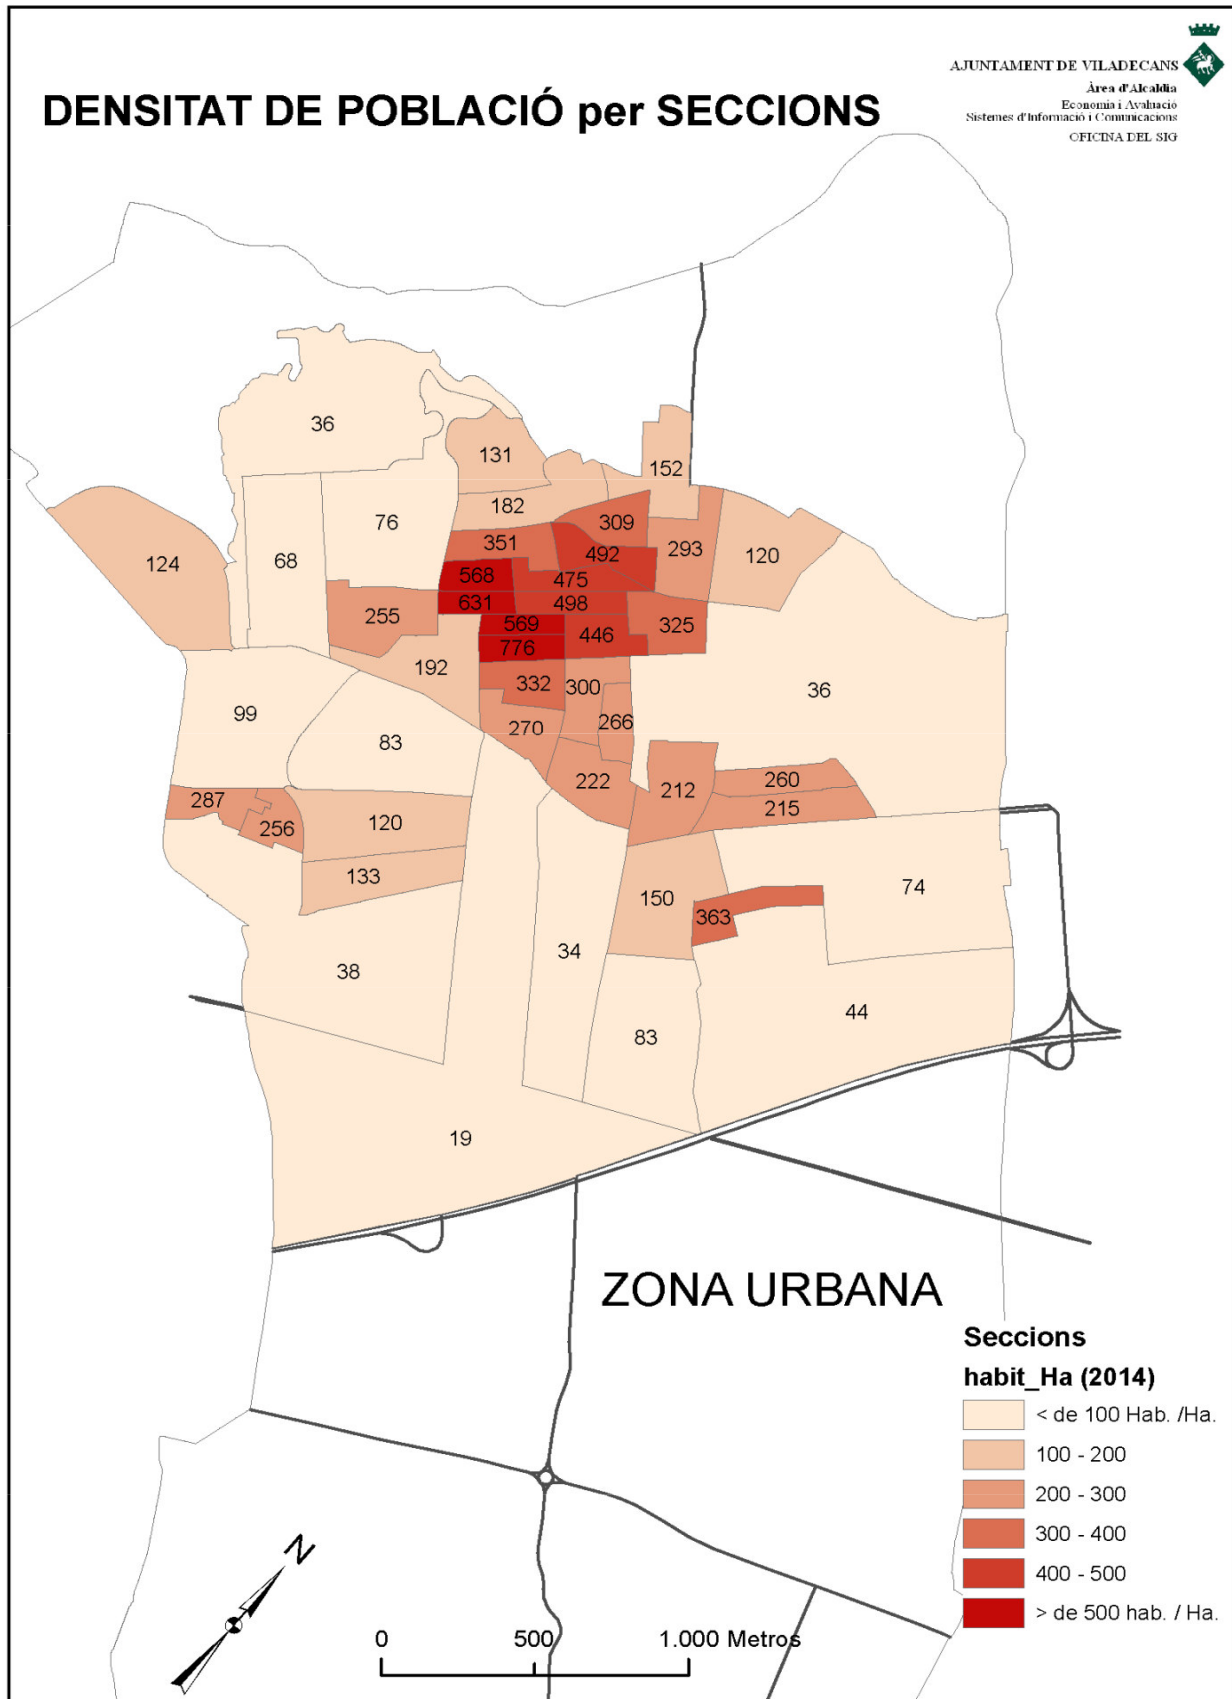 AJUNTAMENT DE VILADECANS
Àrea d'Alcaldia
Economia i Avaluació
Sistemes d'Informació i Comunicacions
OFICINA DEL SIG
DENSITAT DE POBLACIÓ per SECCIONS
36
131
152
182
76
309
351
492
293
120
124
68
568
475
631
498
255
569
446
325
776
192
332
300
36
99
270
266
83
222
212
260
287
215
256
120
133
150
74
363
38
34
44
83
19
ZONA URBANA
Seccions
habit_Ha (2014)
< de 100 Hab. /Ha.
100 - 200
200 - 300
300 - 400
400 - 500
> de 500 hab. / Ha.
N
0 500 1.000 Metros